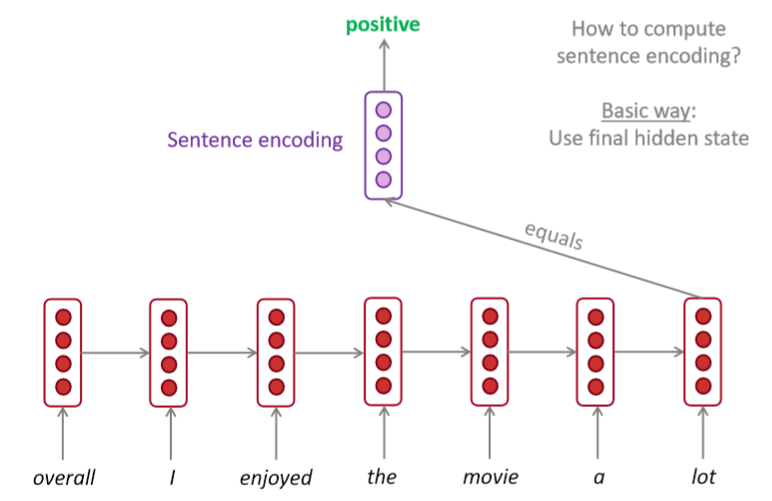 positive
How to compute
sentence encoding?
Basic way:
Use final hidden state
Sentence encoding
equals
overall I enjoyed the movie a lot